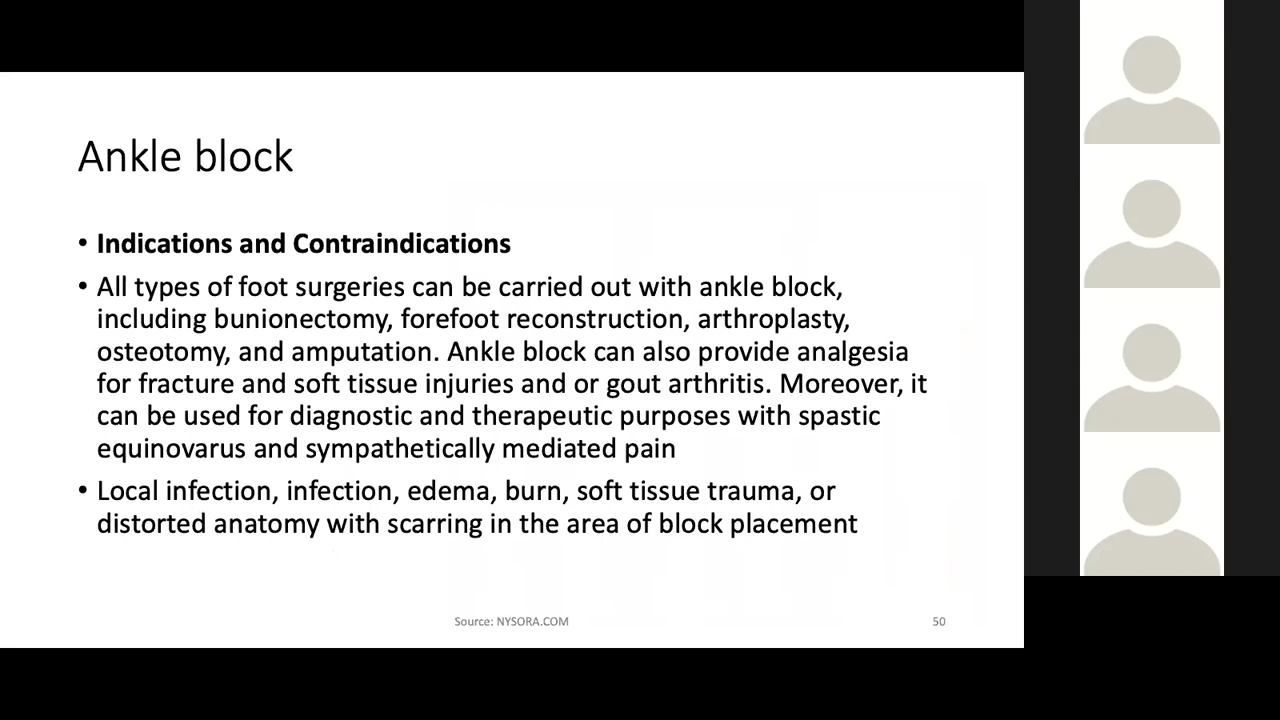 Ankle block
• Indications and Contraindications
• All types of foot surgeries can be carried out with ankle block,
including bunionectomy, forefoot reconstruction, arthroplasty,
osteotomy, and amputation. Ankle block can also provide analgesia
for fracture and soft tissue injuries and or gout arthritis. Moreover, it
can be used for diagnostic and therapeutic purposes with spastic
equinovarus and sympathetically mediated pain
• Local infection, infection, edema, burn, soft tissue trauma, or
distorted anatomy with scarring in the area of block placement
Source: NYSORA.COM
50